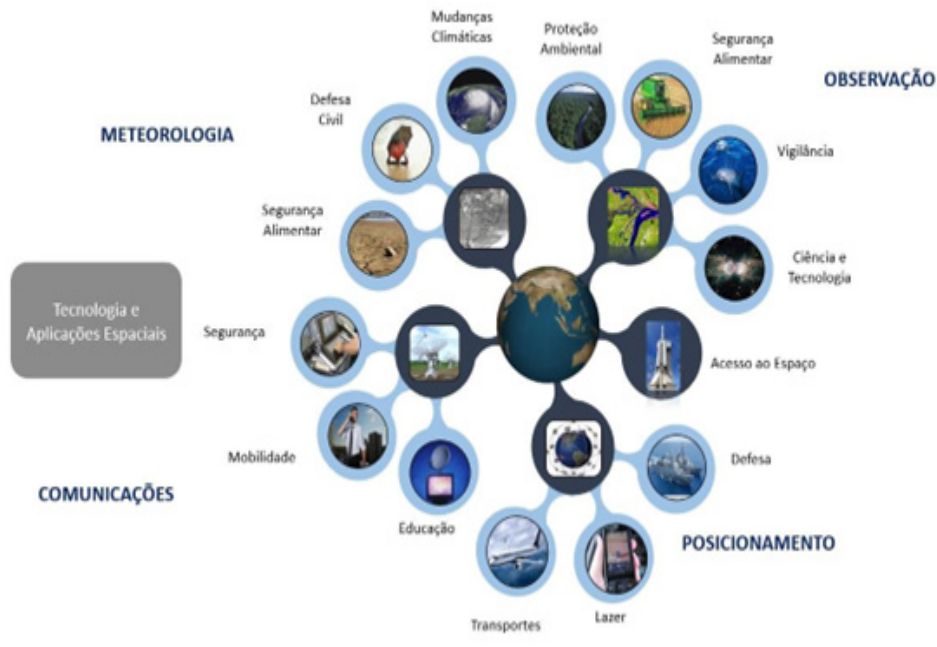 Mudanças
Climáticas
Proteção
Ambiental
Segurança
Alimentar
OBSERVAÇÃO
Defesa
Civil
METEOROLOGIA
Vigilância
Segurança
Alimentar
Ciência e
Tecnologia
Tecnologia e
Aplicações Espaciais
Segurança
Acesso ao Espaço
Mobilidade
Defesa
COMUNICAÇÕES
Educação
POSICIONAMENTO
Transportes
Lazer